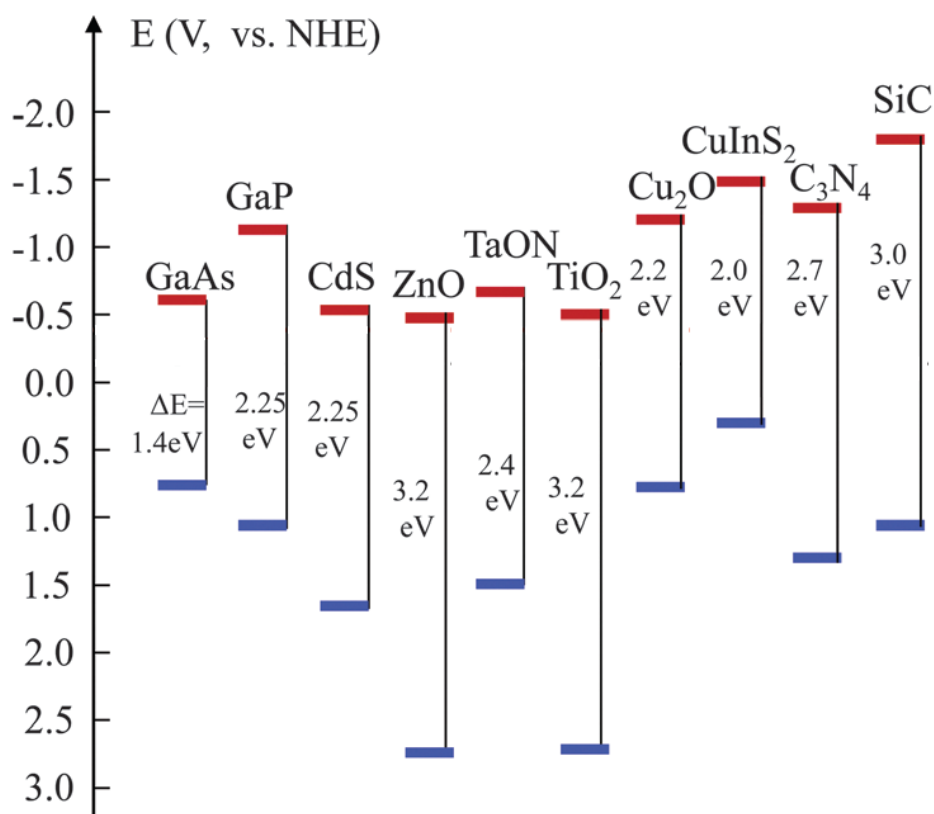 E (V, vs. NHE)
-2.0
-1.5
-1.0
-0.5
0.0
0.5
1.0
1.5
2.0
2.5
3.0
GaAs
ΔE=
1.4eV
GaP
2.25
eV
CdS
2.25
eV
ZnO
3.2
eV
TaON
2.4
eV
TiO₂
3.2
eV
Cu₂O
2.2
eV
CuInS₂
2.0
eV
C₃N₄
2.7
eV
SiC
3.0
eV